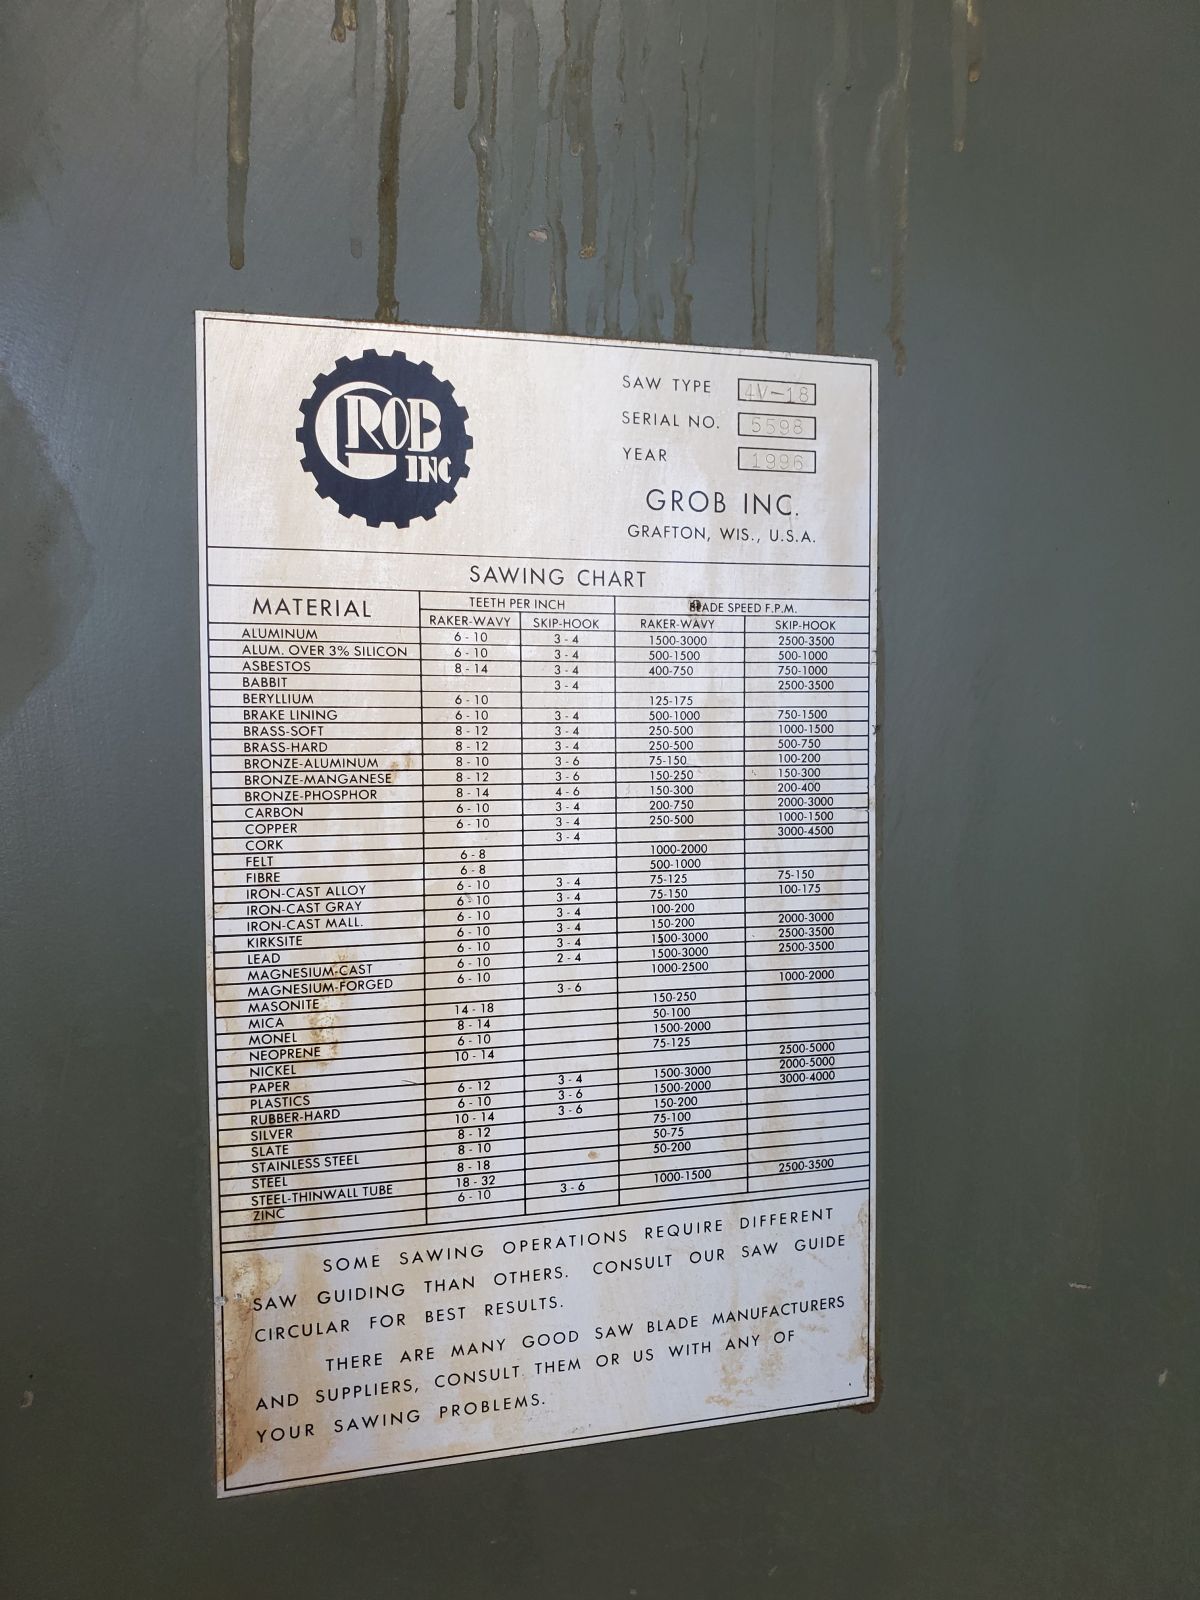 GROB INC
SAW TYPE 4V-18
SERIAL NO. 5598
YEAR 1996
GROB INC.
GRAFTON, WIS., U.S.A.
SAWING CHART
MATERIAL TEETH PER INCH BLADE SPEED F.P.M.
RAKER-WAVY SKIP-HOOK RAKER-WAVY SKIP-HOOK
ALUMINUM 6-10 3-4 1500-3000 2500-3500
ALUM. OVER 3% SILICON 6-10 3-4 500-1500 500-1000
ASBESTOS 8-14 3-4 400-750 750-1000
BABBIT 3-4 2500-3500
BERYLLIUM 6-10 125-175
BRAKE LINING 6-10 3-4 500-1000 750-1500
BRASS-SOFT 8-12 3-4 250-500 1000-1500
BRASS-HARD 8-12 3-4 250-500 500-750
BRONZE-ALUMINUM 8-10 3-6 75-150 100-200
BRONZE-MANGANESE 8-12 3-6 150-250 150-300
BRONZE-PHOSPHOR 8-14 4-6 150-300 200-400
CARBON 6-10 3-4 200-750 2000-3000
COPPER 6-10 3-4 250-500 1000-1500
CORK 3-4 3000-4500
FELT 6-8 1000-2000
FIBRE 6-8 500-1000
IRON-CAST ALLOY 6-10 3-4 75-125 75-150
IRON-CAST GRAY 6-10 3-4 75-150 100-175
IRON-CAST MALL. 6-10 3-4 100-200
KIRKSITE 6-10 3-4 150-200 2000-3000
LEAD 6-10 3-4 1500-3000 2500-3500
MAGNESIUM-CAST 6-10 2-4 1500-3000 2500-3500
MAGNESIUM-FORGED 6-10 1000-2500
MASONITE 3-6 1000-2000
MICA 14-18 150-250
MONEL 8-14 50-100
NEOPRENE 6-10 1500-2000
NICKEL 10-14 75-125
PAPER 2500-5000
PLASTICS 6-12 3-4 1500-3000 2000-5000
RUBBER-HARD 6-10 3-6 1500-2000 3000-4000
SILVER 10-14 3-6 150-200
SLATE 8-12 75-100
STAINLESS STEEL 8-10 50-75
STEEL 8-18 50-200
STEEL-THINWALL TUBE 18-32
ZINC 6-10 3-6 1000-1500 2500-3500
SOME SAWING OPERATIONS REQUIRE DIFFERENT
SAW GUIDING THAN OTHERS. CONSULT OUR SAW GUIDE
CIRCULAR FOR BEST RESULTS.
THERE ARE MANY GOOD SAW BLADE MANUFACTURERS
AND SUPPLIERS, CONSULT THEM OR US WITH ANY OF
YOUR SAWING PROBLEMS.